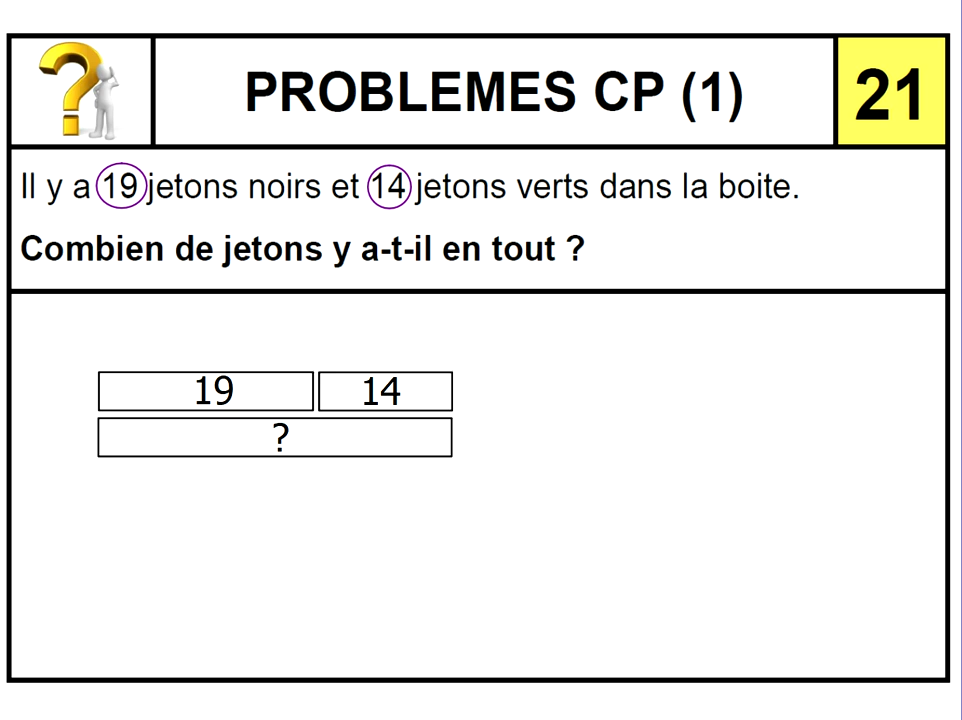 PROBLEMES CP (1)
21
Il y a 19 jetons noirs et 14 jetons verts dans la boite.
Combien de jetons y a-t-il en tout ?
19 14
?